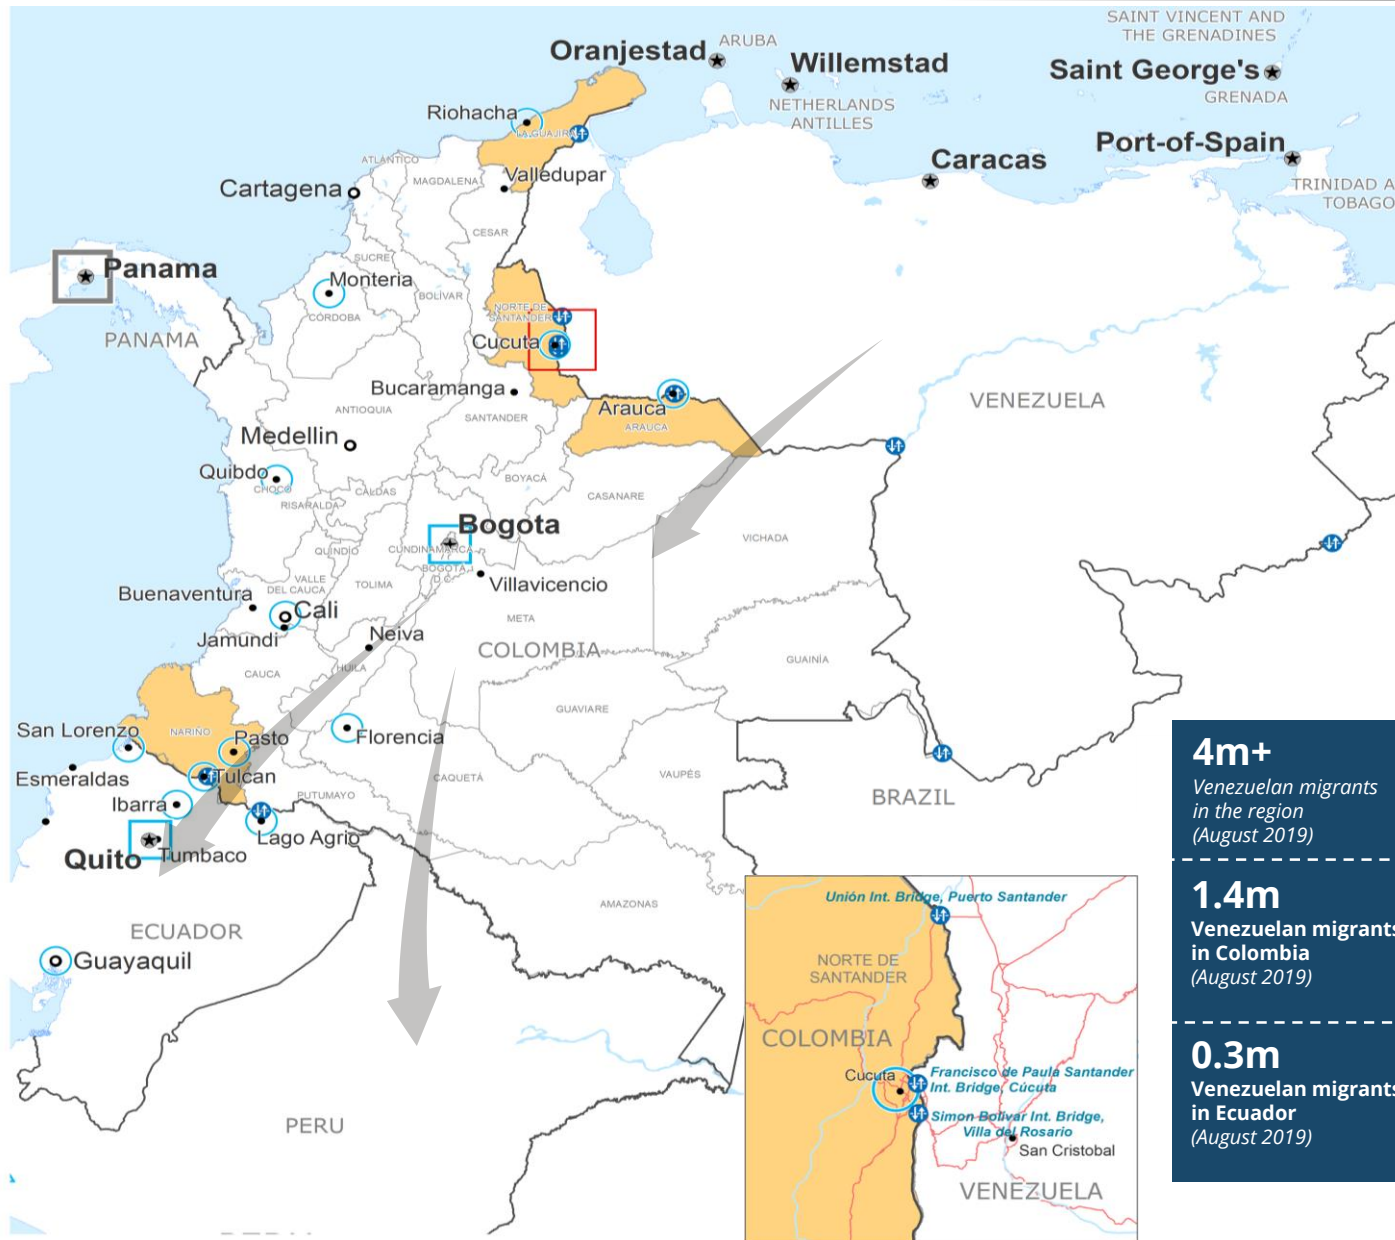 SAINT VINCENT AND
THE GRENADINES
Oranjestad
ARUBA
Willemstad
Saint George's
NETHERLANDS
ANTILLES
GRENADA
Riohacha
LA GUAJIRA
Port-of-Spain
ATLÁNTICO
Caracas
Valledupar
MAGDALENA
Cartagena
TRINIDAD A
TOBAGO
CESAR
SUCRE
Panama
Monteria
BOLÍVAR
NORTE DE
SANTANDER
CÓRDOBA
PANAMA
Cucuta
Bucaramanga
VENEZUELA
ANTIOQUIA
SANTANDER
Arauca
ARAUCA
Medellin
Quibdo
CHOCO
BOYACÁ
CALDAS
CASANARE
RISARALDA
Bogota
VICHADA
QUINDIO
CUNDINAMARCA
BOGOTA,
D.C.
VALLE
DEL CAUCA
TOLIMA
Villavicencio
Buenaventura
Cali
META
Jamundi
Neiva
COLOMBIA
GUAINÍA
HUILA
CAUCA
GUAVIARE
San Lorenzo
NARIÑO
Pasto
Florencia
Esmeraldas
Tulcan
CAQUETÁ
VAUPÉS
PUTUMAYO
BRAZIL
Ibarra
Lago Agrio
Quito
Tumbaco
AMAZONAS
ECUADOR
Guayaquil
PERU
4m+
Venezuelan migrants
in the region
(August 2019)
1.4m
Venezuelan migrants
in Colombia
(August 2019)
0.3m
Venezuelan migrants
in Ecuador
(August 2019)
Unión Int. Bridge, Puerto Santander
NORTE DE
SANTANDER
COLOMBIA
Cucuta
Francisco de Paula Santander
Int. Bridge, Cúcuta
Simon Bolivar Int. Bridge,
Villa del Rosario
San Cristobal
VENEZUELA